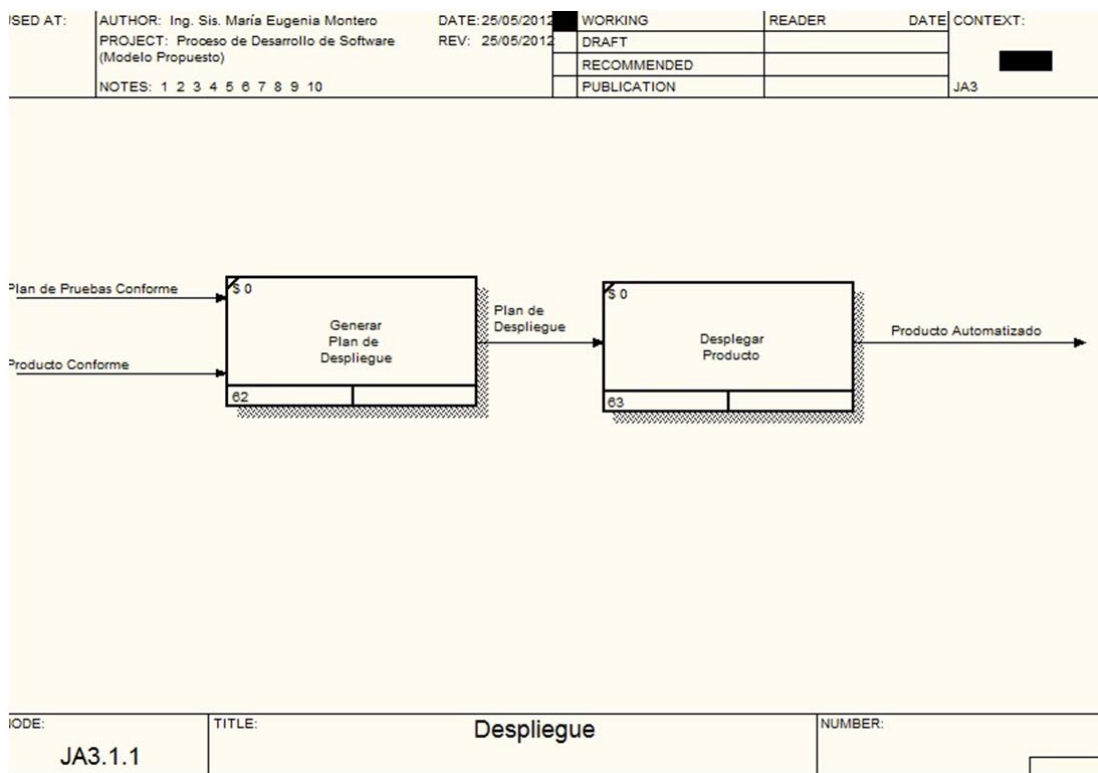 SED AT:
AUTHOR: Ing. Sis. María Eugenia Montero
DATE: 25/05/2012
WORKING
READER
DATE
CONTEXT:
PROJECT: Proceso de Desarrollo de Software
REV: 25/05/2012
DRAFT
(Modelo Propuesto)
RECOMMENDED
NOTES: 1 2 3 4 5 6 7 8 9 10
PUBLICATION
JA3
Plan de Pruebas Conforme
Producto Conforme
$ 0
Generar
Plan de
Despliegue
62
Plan de
Despliegue
$ 0
Desplegar
Producto
63
Producto Automatizado
ODE:
JA3.1.1
TITLE:
Despliegue
NUMBER: